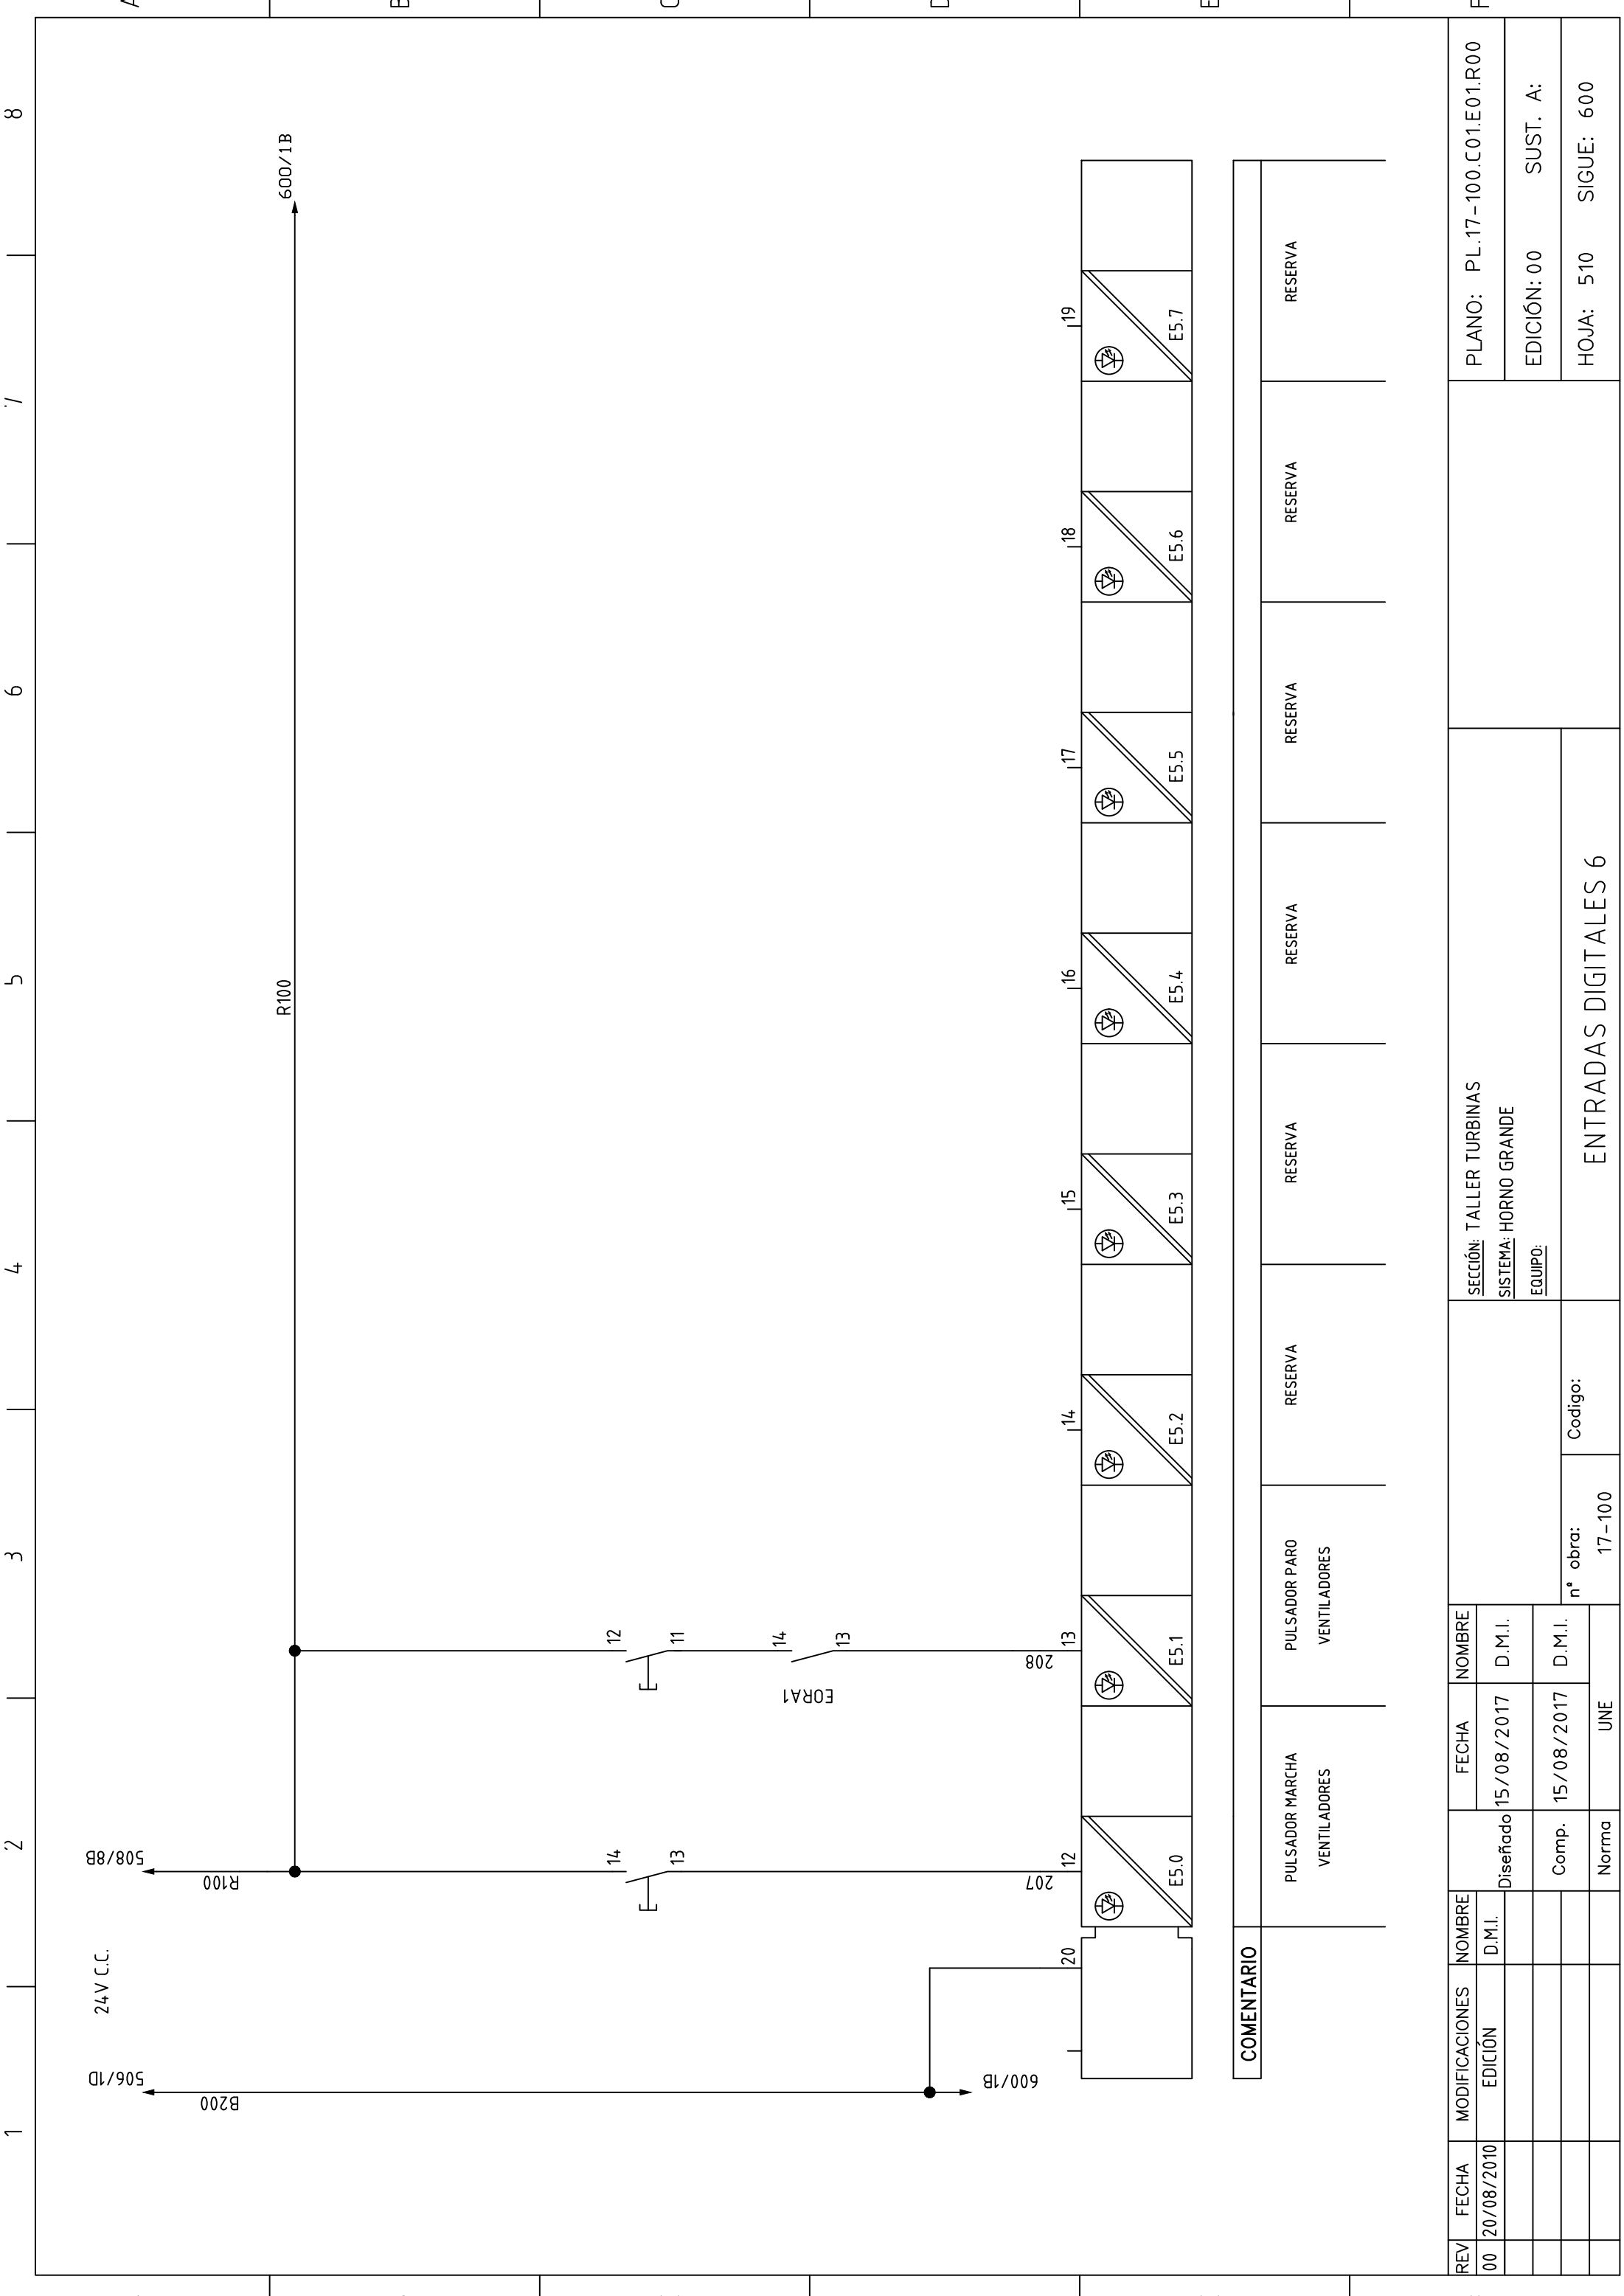 1 2 3 4 5 6 7 8
24V C.C.
506/1D
B200
508/8B
R100
R100
600/1B
14
13
12
11
14
13
EORA1
600/1B
207
208
20 12 13 14 15 16 17 18 19
E5.0 E5.1 E5.2 E5.3 E5.4 E5.5 E5.6 E5.7
COMENTARIO
PULSADOR MARCHA
VENTILADORES
PULSADOR PARO
VENTILADORES
RESERVA
RESERVA
RESERVA
RESERVA
RESERVA
RESERVA
REV FECHA MODIFICACIONES NOMBRE
00 20/08/2010 EDICIÓN D.M.I.
FECHA NOMBRE
Diseñado 15/08/2017 D.M.I.
Comp. 15/08/2017 D.M.I.
Norma UNE
nº obra:
17-100
Codigo:
SECCIÓN: TALLER TURBINAS
SISTEMA: HORNO GRANDE
EQUIPO:
ENTRADAS DIGITALES 6
PLANO: PL.17-100.C01.E01.R00
EDICIÓN: 00 SUST. A:
HOJA: 510 SIGUE: 600